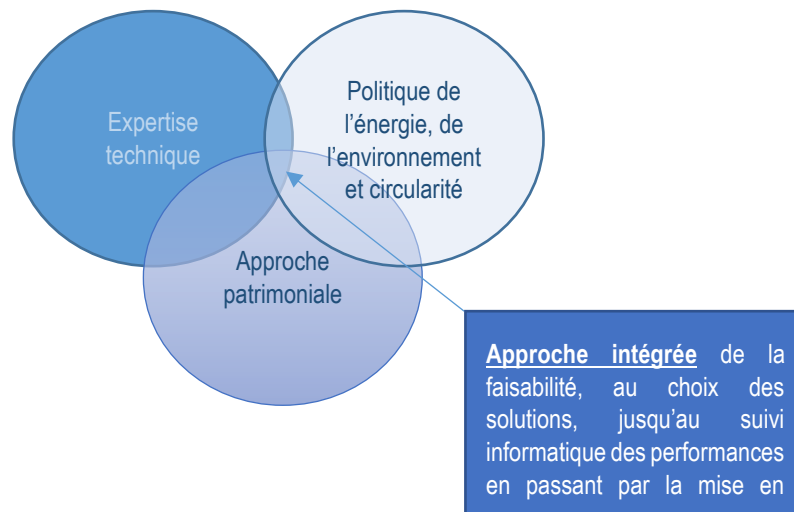 Expertise
technique
Politique de
l'énergie, de
l'environnement
et circularité
Approche
patrimoniale
Approche intégrée de la
faisabilité, au choix des
solutions, jusqu'au suivi
informatique des performances
en passant par la mise en